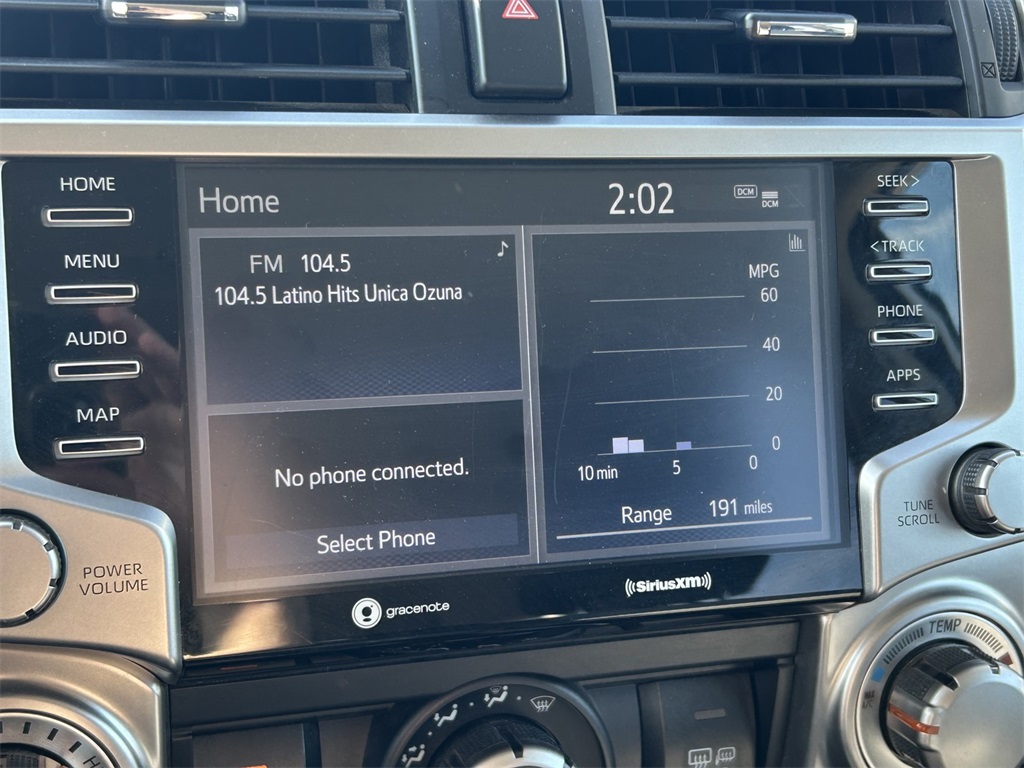 HOME
MENU
AUDIO
MAP
POWER
VOLUME
Home
2:02
DCM
DCM
FM 104.5
104.5 Latino Hits Unica Ozuna
No phone connected.
Select Phone
MPG
60
40
20
0
10 min 5 0
Range 191 miles
gracenote
((SiriusXM))
SEEK >
< TRACK
PHONE
APPS
TUNE
SCROLL
TEMP